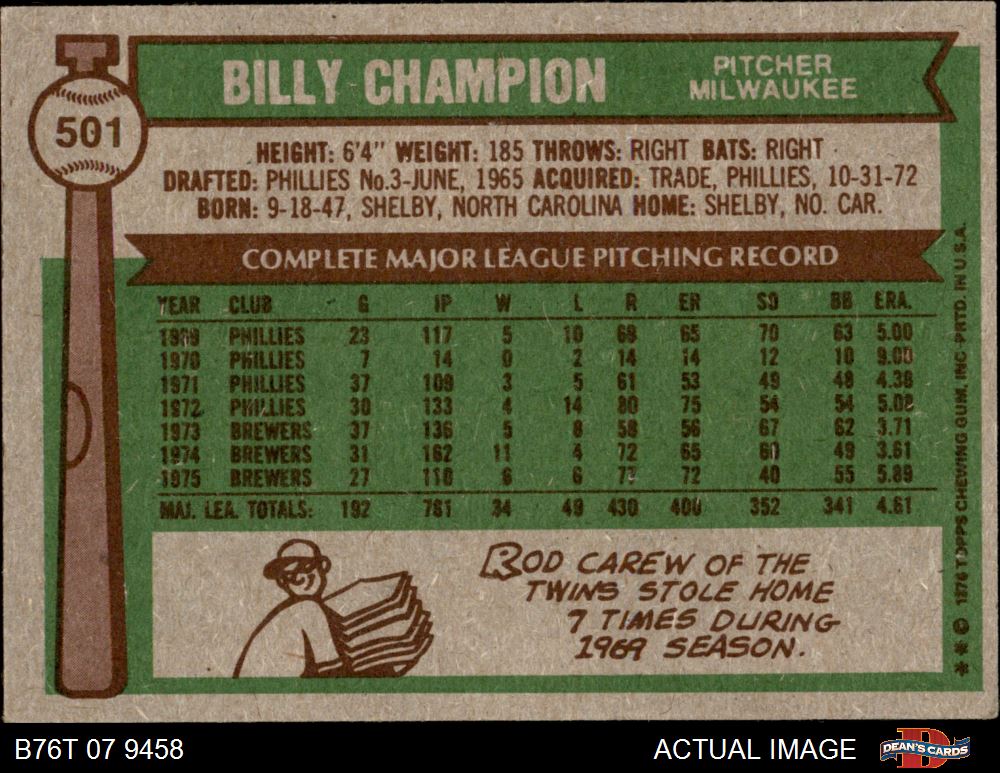 BILLY CHAMPION
PITCHER
MILWAUKEE
501
HEIGHT: 6'4" WEIGHT: 185 THROWS: RIGHT BATS: RIGHT
DRAFTED: PHILLIES No.3-JUNE, 1965 ACQUIRED: TRADE, PHILLIES, 10-31-72
BORN: 9-18-47, SHELBY, NORTH CAROLINA HOME: SHELBY, NO. CAR.
COMPLETE MAJOR LEAGUE PITCHING RECORD
YEAR CLUB G IP W L R ER SO BB ERA.
1969 PHILLIES 23 117 5 10 69 65 70 63 5.00
1970 PHILLIES 7 14 0 2 14 14 12 10 9.00
1971 PHILLIES 37 109 3 5 61 53 49 48 4.38
1972 PHILLIES 30 133 4 14 80 75 54 54 5.08
1973 BREWERS 37 136 5 8 58 56 67 62 3.71
1974 BREWERS 31 162 11 4 72 65 60 49 3.61
1975 BREWERS 27 110 6 6 77 72 40 55 5.89
MAJ. LEA. TOTALS: 192 781 34 49 430 400 352 341 4.61
ROD CAREW OF THE
TWINS STOLE HOME
7 TIMES DURING
1969 SEASON.
** © 1976 TOPPS CHEWING GUM, INC. PRTD. IN U.S.A.
B76T 07 9458
ACTUAL IMAGE
DEAN'S CARDS